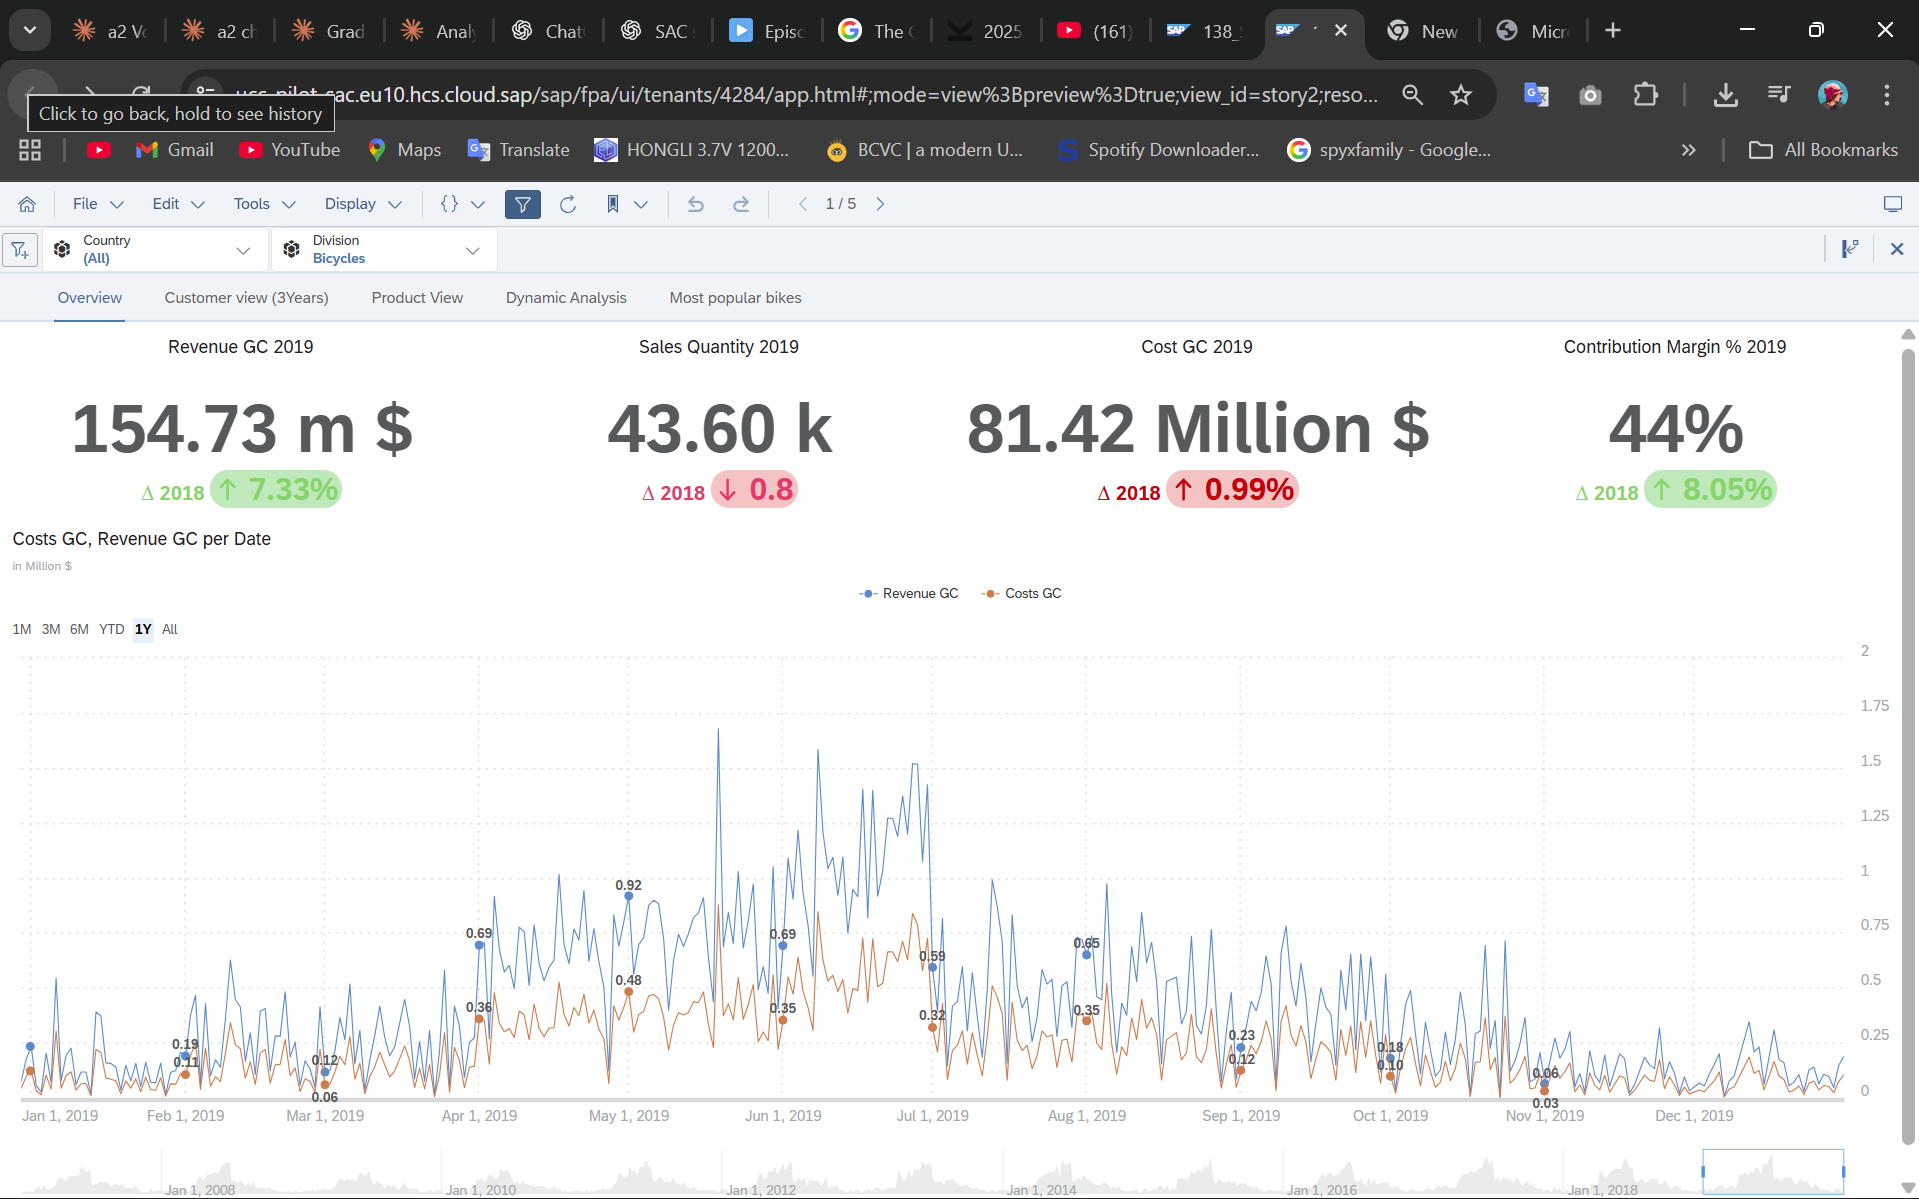 a2 Vo
a2 ch
Grad
Analy
Chat
SAC
Episo
The
2025
(161)
138_
New
Micr
sac.eu10.hcs.cloud.sap/sap/fpa/ui/tenants/4284/app.html#;mode=view%3Bpreview%3Dtrue;view_id=story2;reso...
Click to go back, hold to see history
Gmail
YouTube
Maps
Translate
HONGLI 3.7V 1200...
BCVC | a modern U...
Spotify Downloader...
spyxfamily - Google...
All Bookmarks
File
Edit
Tools
Display
1 / 5
Country
(All)
Division
Bicycles
Overview
Customer view (3Years)
Product View
Dynamic Analysis
Most popular bikes
Revenue GC 2019
154.73 m $
Δ 2018 ↑ 7.33%
Sales Quantity 2019
43.60 k
Δ 2018 ↓ 0.8
Cost GC 2019
81.42 Million $
Δ 2018 ↑ 0.99%
Contribution Margin % 2019
44%
Δ 2018 ↑ 8.05%
Costs GC, Revenue GC per Date
in Million $
Revenue GC
Costs GC
1M 3M 6M YTD 1Y All
2
1.75
1.5
1.25
1
0.75
0.5
0.25
0
0.19
0.11
0.12
0.06
0.69
0.36
0.92
0.48
0.69
0.35
0.59
0.32
0.65
0.35
0.23
0.12
0.18
0.10
0.06
0.03
Jan 1, 2019
Feb 1, 2019
Mar 1, 2019
Apr 1, 2019
May 1, 2019
Jun 1, 2019
Jul 1, 2019
Aug 1, 2019
Sep 1, 2019
Oct 1, 2019
Nov 1, 2019
Dec 1, 2019
Jan 1, 2008
Jan 1, 2010
Jan 1, 2012
Jan 1, 2014
Jan 1, 2016
Jan 1, 2018